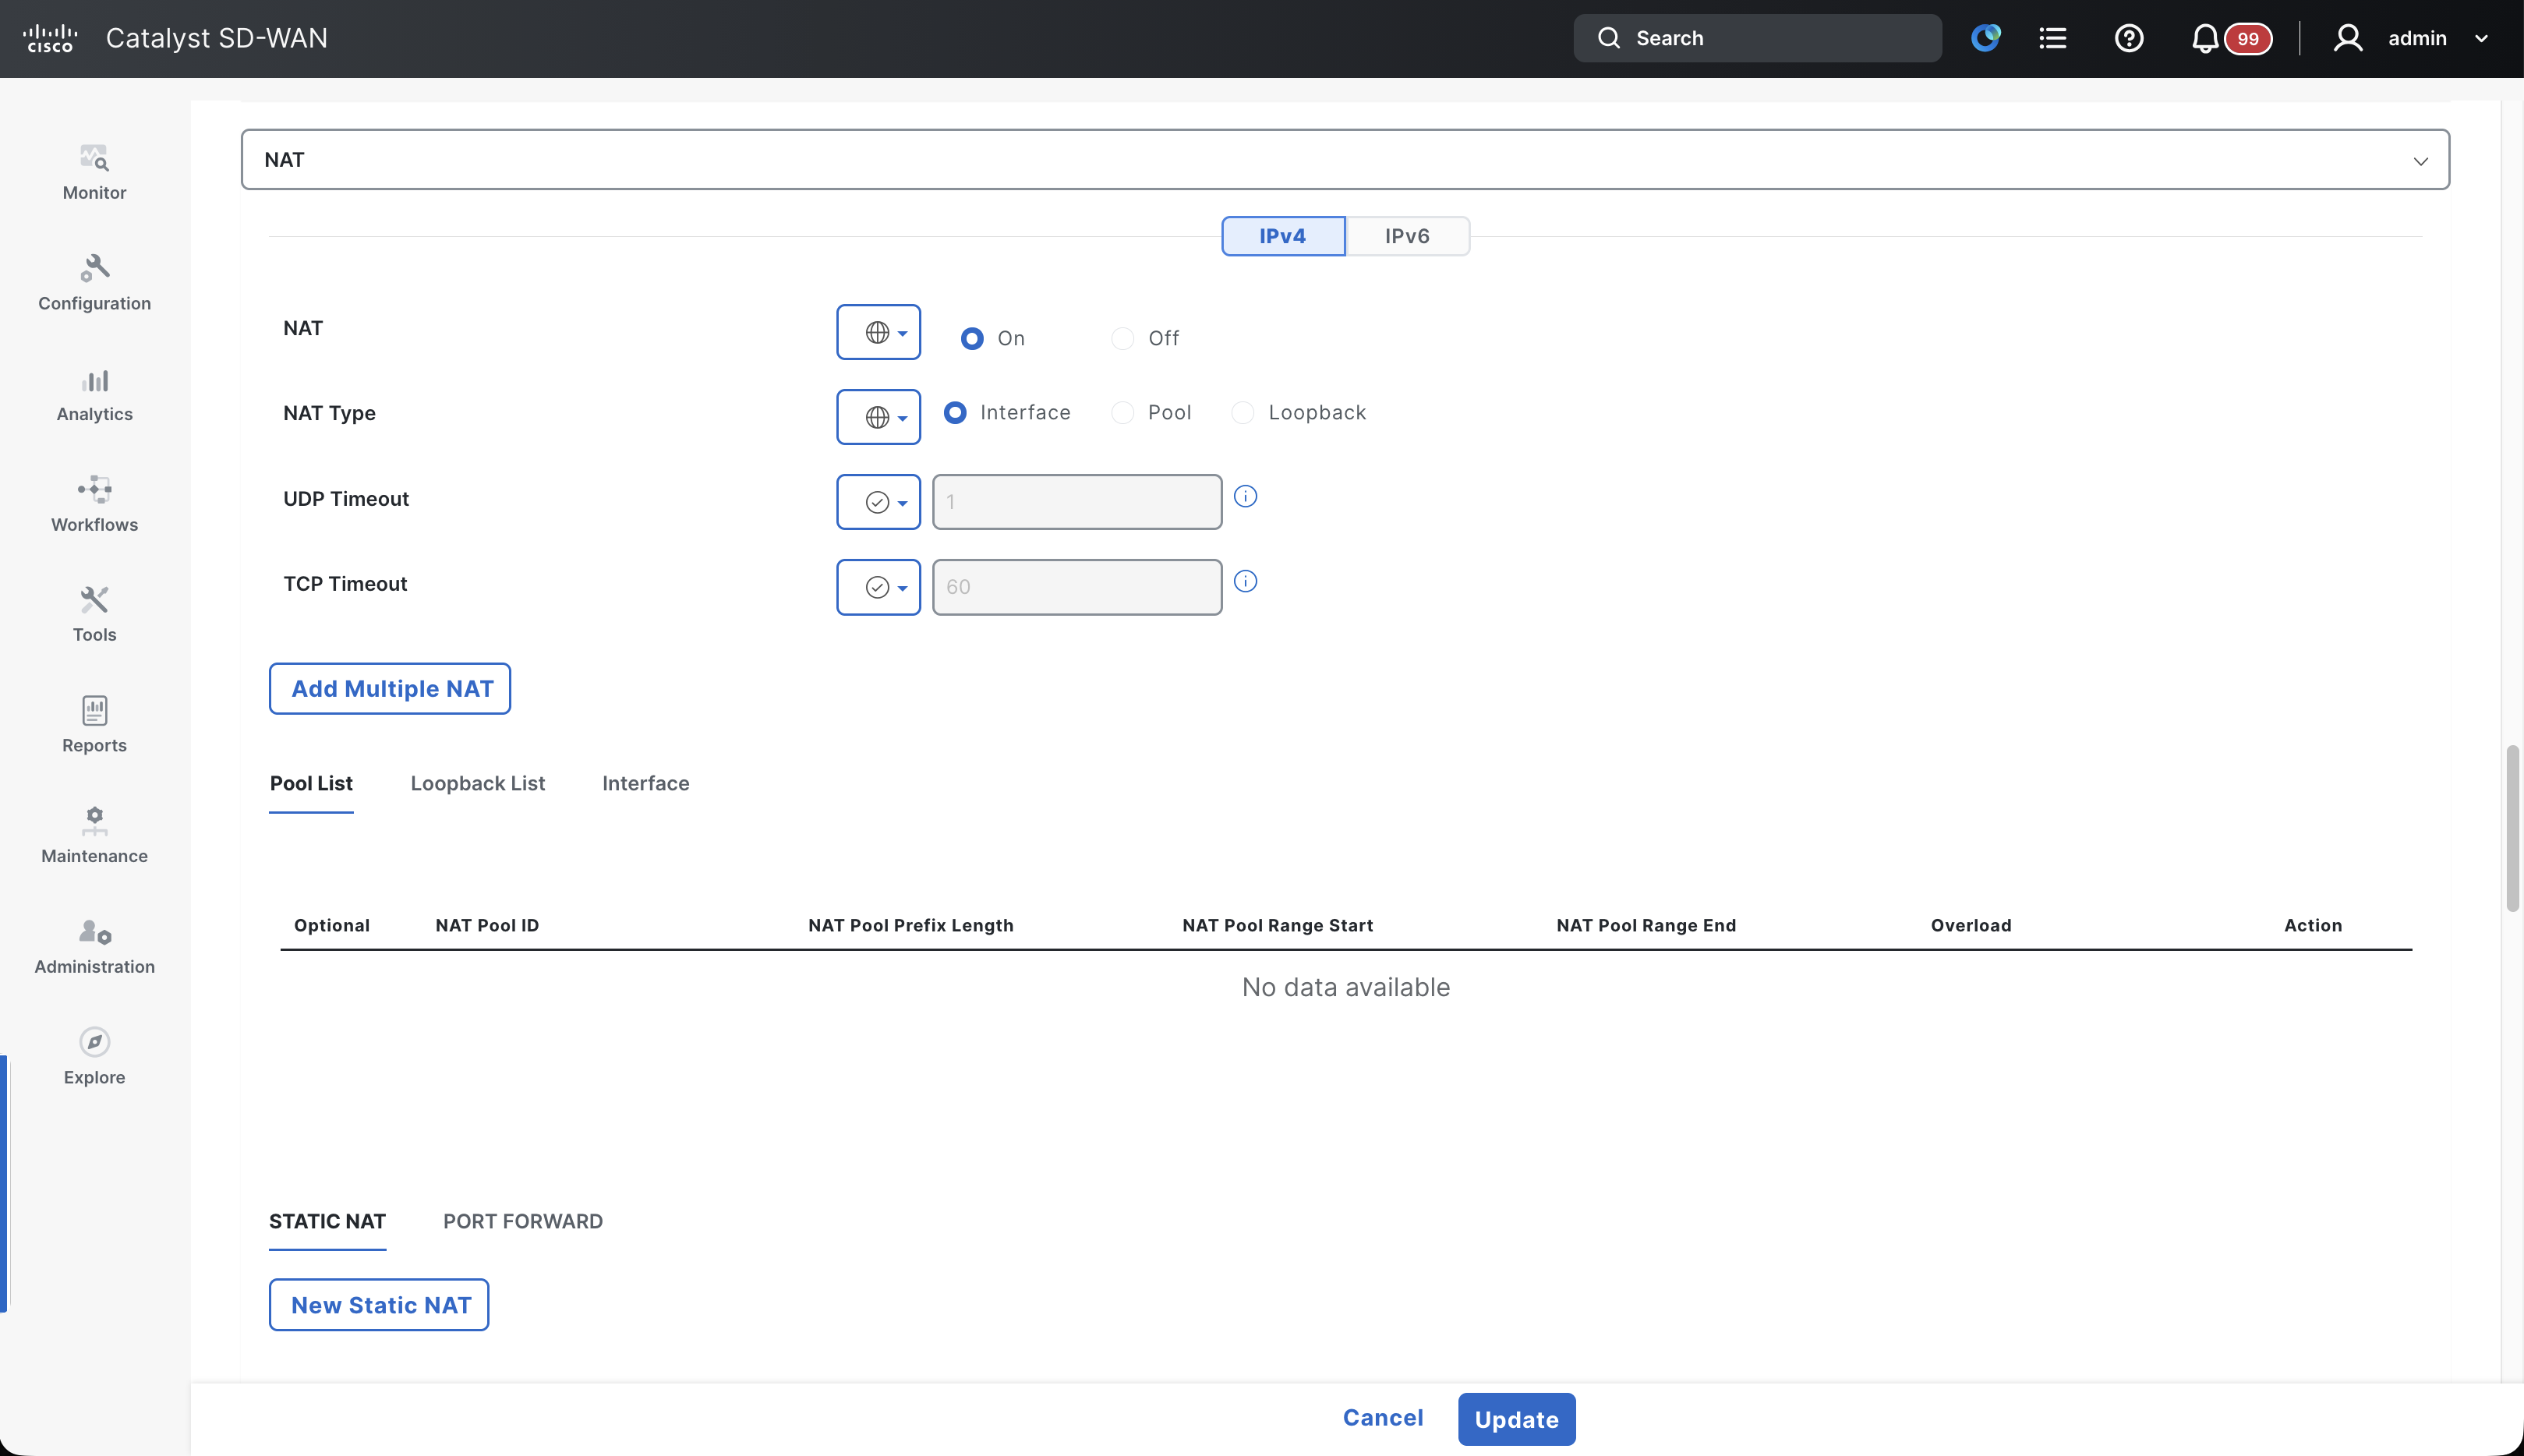 CISCO Catalyst SD-WAN Search 99 admin
Monitor
Configuration
Analytics
Workflows
Tools
Reports
Maintenance
Administration
Explore
NAT
IPv4 IPv6
NAT On Off
NAT Type Interface Pool Loopback
UDP Timeout 1
TCP Timeout 60
Add Multiple NAT
Pool List Loopback List Interface
Optional NAT Pool ID NAT Pool Prefix Length NAT Pool Range Start NAT Pool Range End Overload Action
No data available
STATIC NAT PORT FORWARD
New Static NAT
Cancel Update